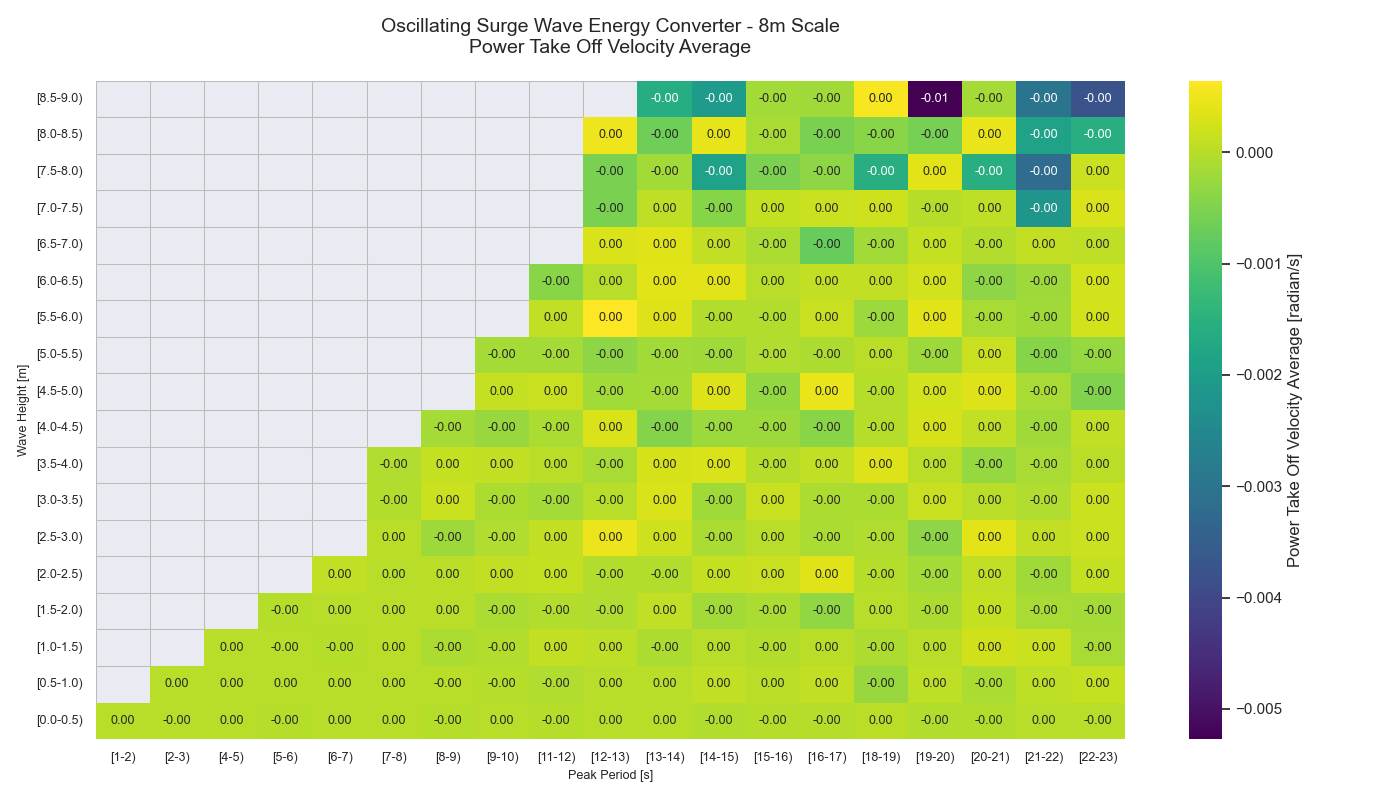 Oscillating Surge Wave Energy Converter - 8m Scale
Power Take Off Velocity Average
[8.5-9.0) -0.00 -0.00 -0.00 -0.00 0.00 -0.01 -0.00 -0.00 -0.00
[8.0-8.5) 0.00 -0.00 0.00 -0.00 -0.00 -0.00 -0.00 0.00 -0.00 -0.00
[7.5-8.0) -0.00 -0.00 -0.00 -0.00 -0.00 -0.00 0.00 -0.00 -0.00 0.00
[7.0-7.5) -0.00 0.00 -0.00 0.00 0.00 0.00 -0.00 0.00 -0.00 0.00
[6.5-7.0) 0.00 0.00 0.00 -0.00 -0.00 -0.00 0.00 -0.00 0.00 0.00
[6.0-6.5) -0.00 0.00 0.00 0.00 0.00 0.00 0.00 0.00 -0.00 -0.00 0.00
[5.5-6.0) 0.00 0.00 0.00 -0.00 -0.00 0.00 -0.00 0.00 -0.00 -0.00 0.00
[5.0-5.5) -0.00 -0.00 -0.00 -0.00 -0.00 -0.00 -0.00 0.00 -0.00 0.00 -0.00 -0.00
[4.5-5.0) 0.00 0.00 -0.00 -0.00 0.00 -0.00 0.00 -0.00 0.00 0.00 -0.00 -0.00
[4.0-4.5) -0.00 -0.00 -0.00 0.00 -0.00 -0.00 -0.00 -0.00 -0.00 0.00 0.00 -0.00 0.00
[3.5-4.0) -0.00 0.00 0.00 0.00 -0.00 0.00 0.00 -0.00 0.00 0.00 0.00 -0.00 -0.00 0.00
[3.0-3.5) -0.00 0.00 -0.00 -0.00 -0.00 0.00 -0.00 0.00 -0.00 -0.00 0.00 0.00 -0.00 0.00
[2.5-3.0) 0.00 -0.00 -0.00 0.00 0.00 0.00 -0.00 0.00 -0.00 -0.00 -0.00 0.00 0.00 0.00
[2.0-2.5) 0.00 0.00 0.00 0.00 0.00 -0.00 -0.00 0.00 0.00 0.00 -0.00 -0.00 0.00 -0.00 0.00
[1.5-2.0) -0.00 0.00 0.00 0.00 -0.00 -0.00 -0.00 0.00 -0.00 -0.00 -0.00 0.00 -0.00 0.00 -0.00 -0.00
[1.0-1.5) 0.00 -0.00 -0.00 0.00 -0.00 -0.00 0.00 0.00 -0.00 0.00 -0.00 0.00 -0.00 0.00 0.00 0.00 -0.00
[0.5-1.0) 0.00 0.00 0.00 0.00 0.00 -0.00 -0.00 -0.00 0.00 0.00 0.00 0.00 0.00 -0.00 0.00 -0.00 0.00 0.00
[0.0-0.5) 0.00 -0.00 0.00 -0.00 0.00 0.00 -0.00 0.00 -0.00 0.00 0.00 -0.00 -0.00 -0.00 0.00 -0.00 -0.00 0.00 -0.00
[1-2) [2-3) [4-5) [5-6) [6-7) [7-8) [8-9) [9-10) [11-12) [12-13) [13-14) [14-15) [15-16) [16-17) [18-19) [19-20) [20-21) [21-22) [22-23)
Peak Period [s]
Wave Height [m]
0.000
−0.001
−0.002
−0.003
−0.004
−0.005
Power Take Off Velocity Average [radian/s]